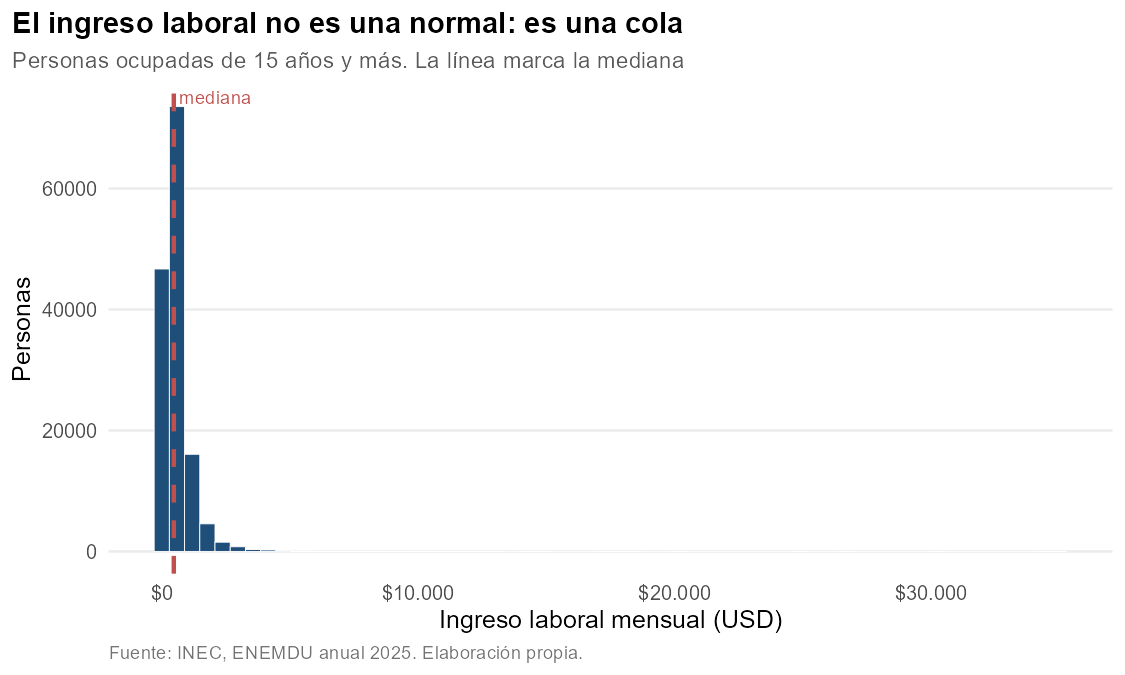 El ingreso laboral no es una normal: es una cola
Personas ocupadas de 15 años y más. La línea marca la mediana
mediana
Personas
60000
40000
20000
0
$0
$10.000
$20.000
$30.000
Ingreso laboral mensual (USD)
Fuente: INEC, ENEMDU anual 2025. Elaboración propia.